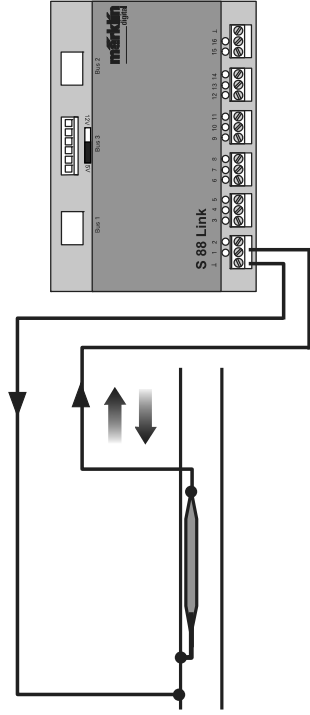 Bus 2
märklin
digital
Bus 3
12V
5V
Bus 1
S 88 Link
⊥ 1 2
3 4 5
6 7 8
9 10 11
12 13 14
15 16 ⊥